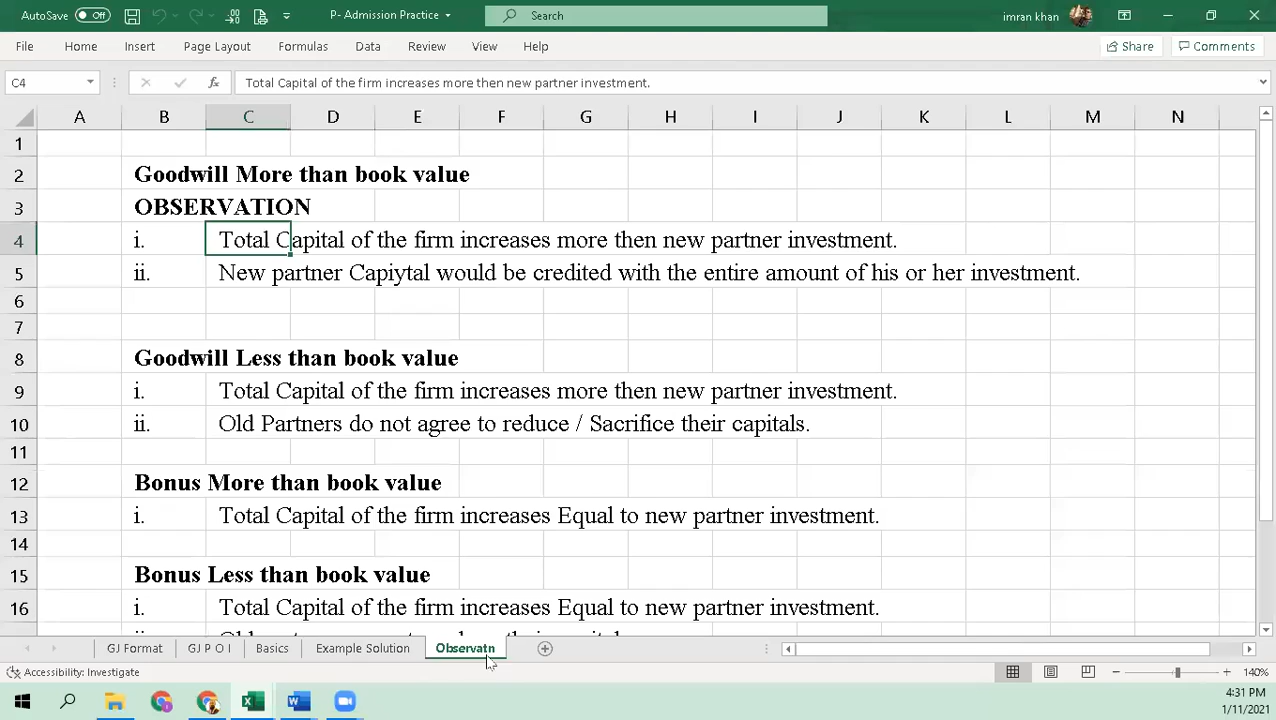 AutoSave Off P- Admission Practice Search imran khan
File Home Insert Page Layout Formulas Data Review View Help Share Comments
C4 fx Total Capital of the firm increases more then new partner investment.
A B C D E F G H I J K L M N
1
2 Goodwill More than book value
3 OBSERVATION
4 i. Total Capital of the firm increases more then new partner investment.
5 ii. New partner Capiytal would be credited with the entire amount of his or her investment.
6
7
8 Goodwill Less than book value
9 i. Total Capital of the firm increases more then new partner investment.
10 ii. Old Partners do not agree to reduce / Sacrifice their capitals.
11
12 Bonus More than book value
13 i. Total Capital of the firm increases Equal to new partner investment.
14
15 Bonus Less than book value
16 i. Total Capital of the firm increases Equal to new partner investment.
GJ Format GJ P O I Basics Example Solution Observatn
Accessibility: Investigate 140%
4:31 PM
1/11/2021